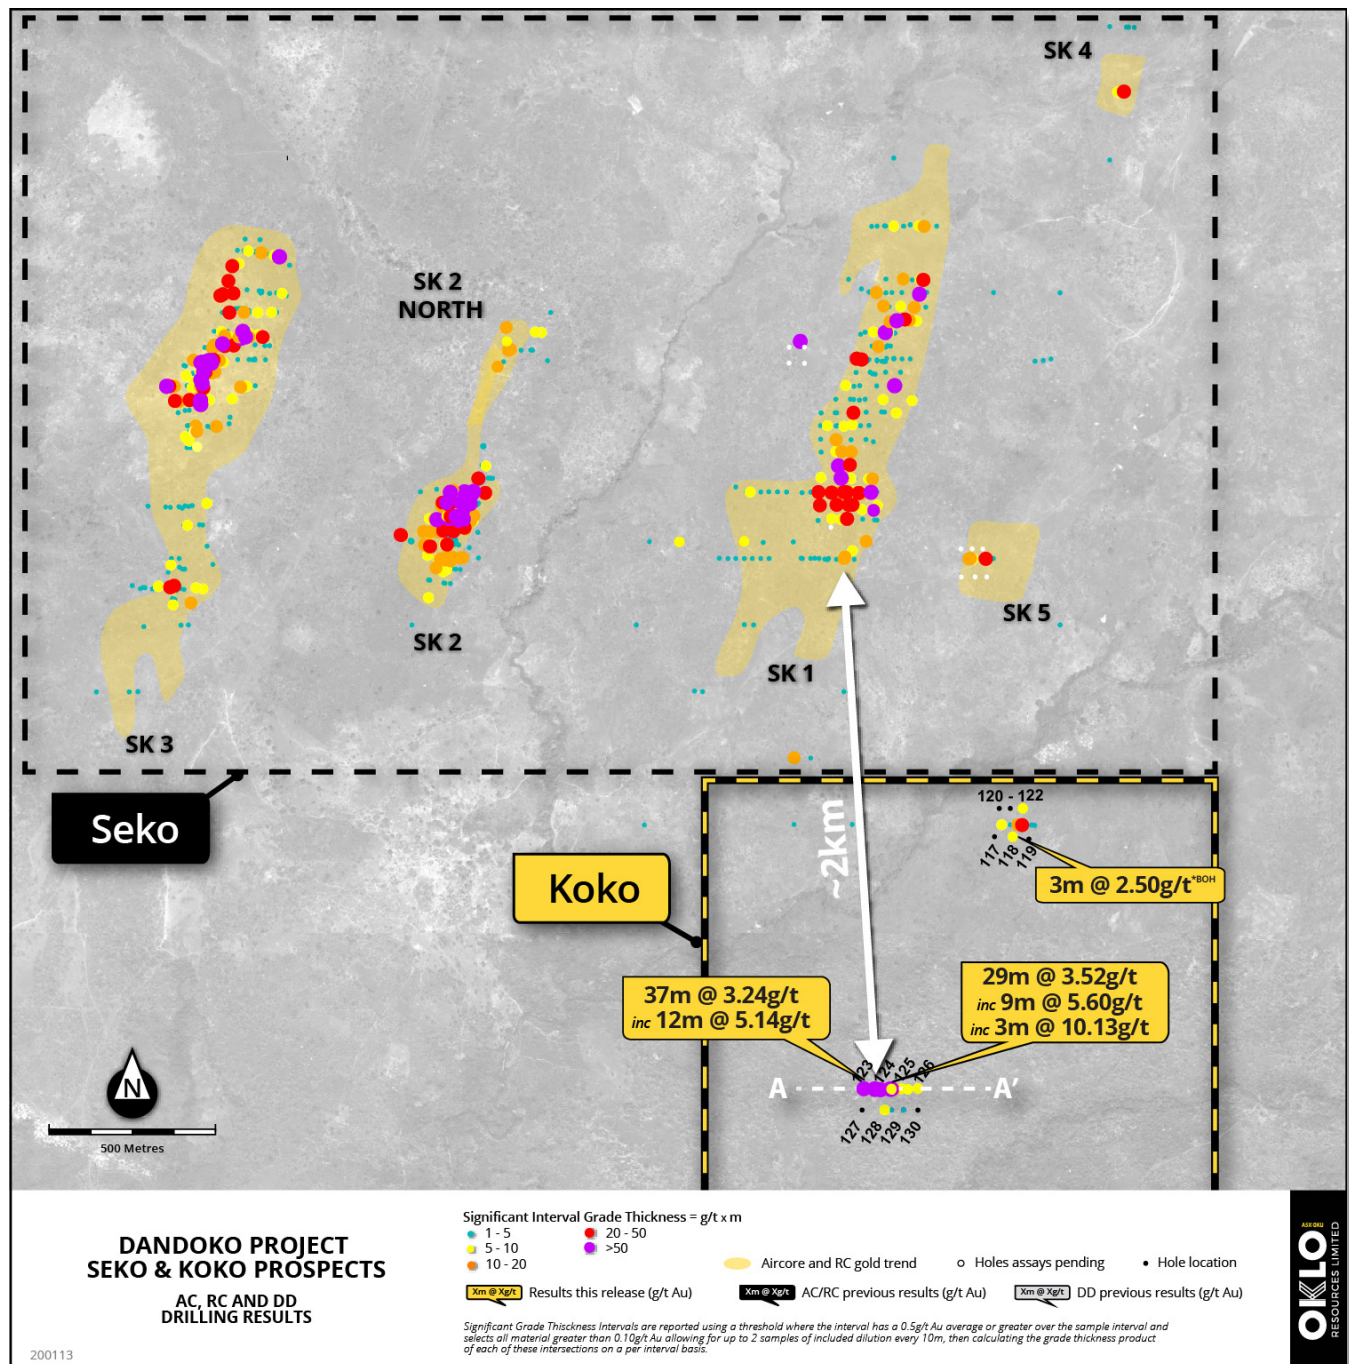 SK 4
SK 2
NORTH
SK 5
SK 2
SK 1
SK 3
Seko
Koko
~2km
120 - 122
117
118
119
3m @ 2.50g/t*BOH
37m @ 3.24g/t
inc 12m @ 5.14g/t
29m @ 3.52g/t
inc 9m @ 5.60g/t
inc 3m @ 10.13g/t
123
124
125
126
A
A'
127
128
129
130
N
500 Metres
DANDOKO PROJECT
SEKO & KOKO PROSPECTS
AC, RC AND DD
DRILLING RESULTS
200113
Significant Interval Grade Thickness = g/t x m
1 - 5
5 - 10
10 - 20
20 - 50
>50
Aircore and RC gold trend
Holes assays pending
Hole location
Xm @ Xg/t
Results this release (g/t Au)
Xm @ Xg/t
AC/RC previous results (g/t Au)
Xm @ Xg/t
DD previous results (g/t Au)
Significant Grade Thisckness Intervals are reported using a threshold where the interval has a 0.5g/t Au average or greater over the sample interval and
selects all material greater than 0.10g/t Au allowing for up to 2 samples of included dilution every 10m, then calculating the grade thickness product
of each of these intersections on a per interval basis.
ASX OKU
OKLO
RESOURCES LIMITED